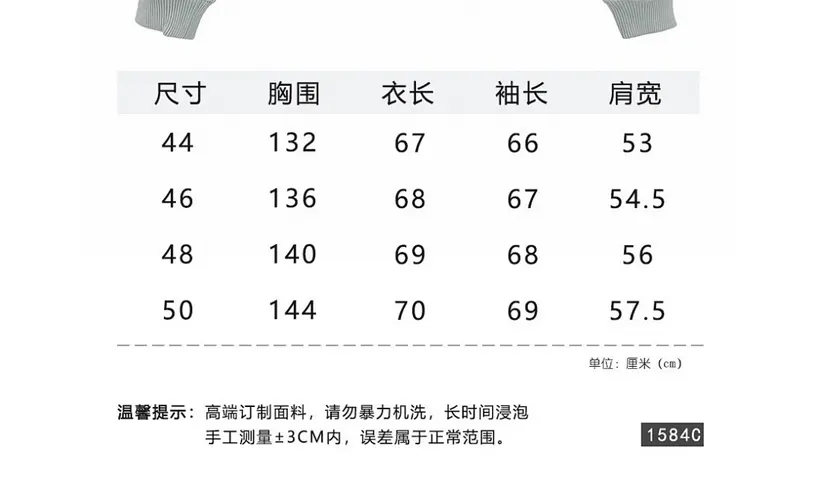 尺寸 胸围 衣长 袖长 肩宽
44 132 67 66 53
46 136 68 67 54.5
48 140 69 68 56
50 144 70 69 57.5
单位：厘米（cm）
温馨提示：高端订制面料，请勿暴力机洗，长时间浸泡
手工测量±3CM内，误差属于正常范围。
1584C